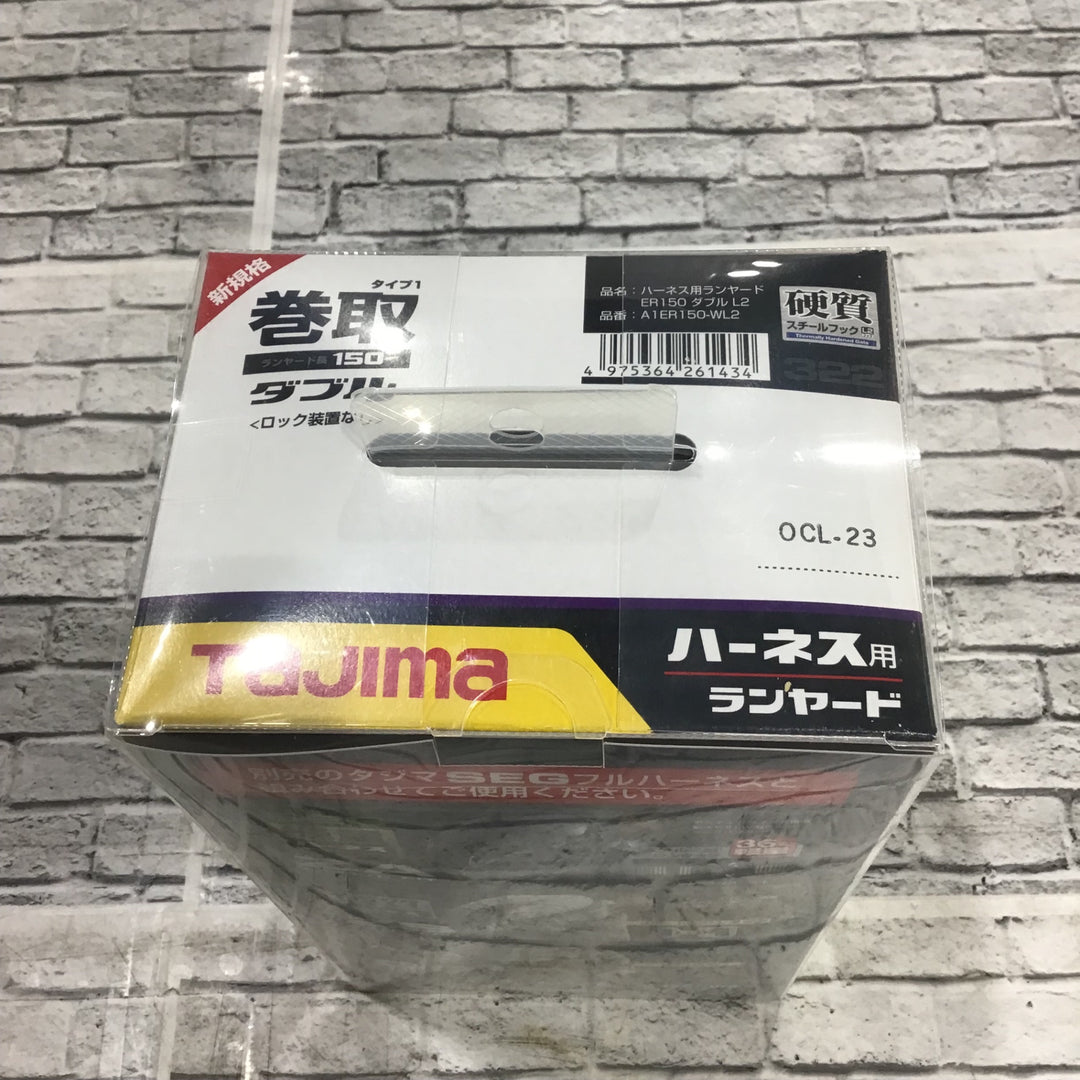 新規格
タイプ1
巻取
ランヤード長 150
ダブル
<ロック装置な
品名：ハーネス用ランヤード
ER150 ダブル L2
品番：A1ER150-WL2
硬質
スチールフック
Thermally Hardened Gate
4 975364 261434
322
OCL-23
Tajima
ハーネス用
ランヤード
別売のタジマSEGフルハーネスと
組み合わせてご使用ください。